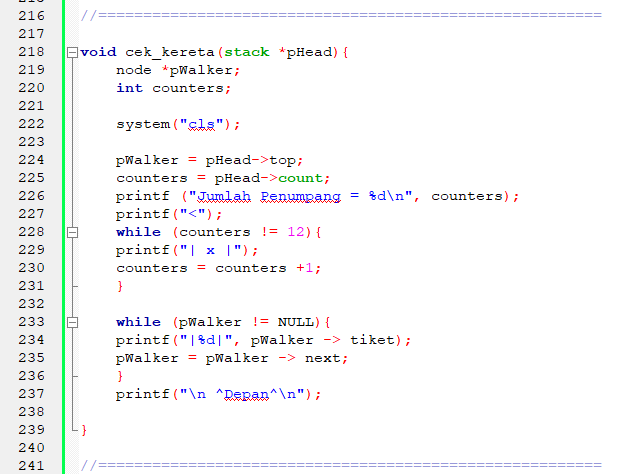 216 //========================================================
217
218 void cek_kereta(stack *pHead){
219 node *pWalker;
220 int counters;
221
222 system("cls");
223
224 pWalker = pHead->top;
225 counters = pHead->count;
226 printf ("Jumlah Penumpang = %d\n", counters);
227 printf("<");
228 while (counters != 12){
229 printf("| x |");
230 counters = counters +1;
231 }
232
233 while (pWalker != NULL){
234 printf("|%d|", pWalker -> tiket);
235 pWalker = pWalker -> next;
236 }
237 printf("\n ^Depan^\n");
238
239 }
240
241 //========================================================